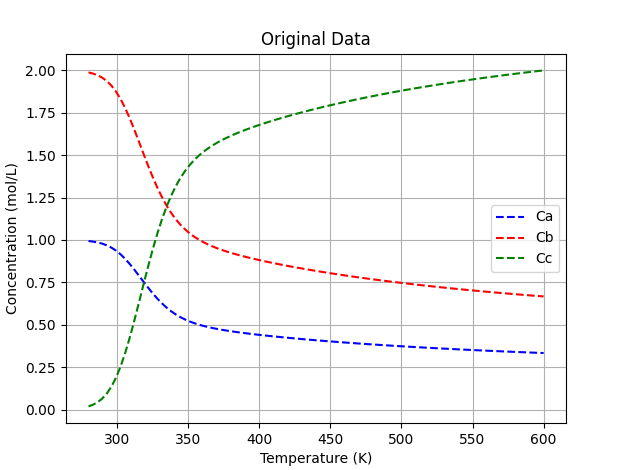 Original Data
Concentration (mol/L)
2.00
1.75
1.50
1.25
1.00
0.75
0.50
0.25
0.00
Ca
Cb
Cc
300 350 400 450 500 550 600
Temperature (K)